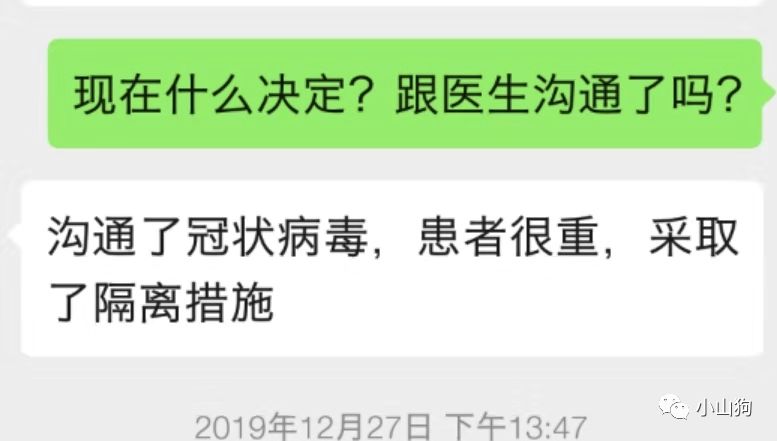 现在什么决定？跟医生沟通了吗？
沟通了冠状病毒，患者很重，采取
了隔离措施
2019年12月27日 下午13:47
小山狗